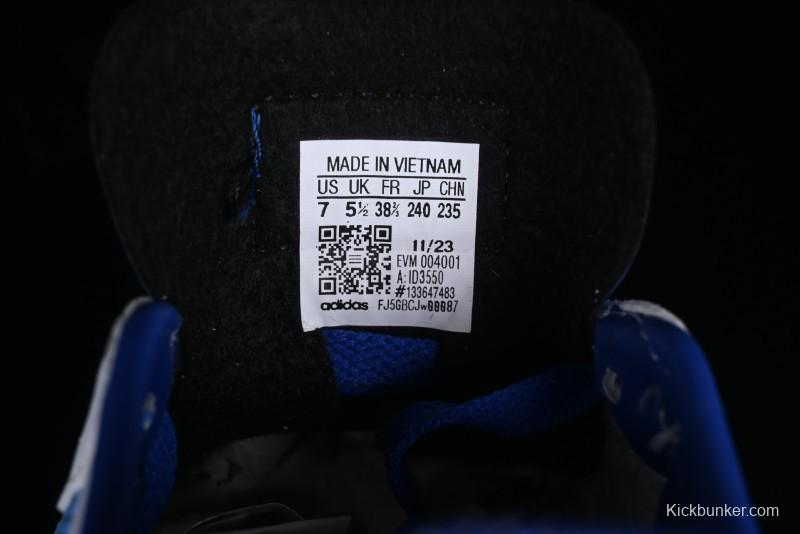 MADE IN VIETNAM
US UK FR JP CHN
7 5½ 38⅔ 240 235
11/23
EVM 004001
A: ID3550
#133647483
adidas FJ5GBCJw00087
Kickbunker.com